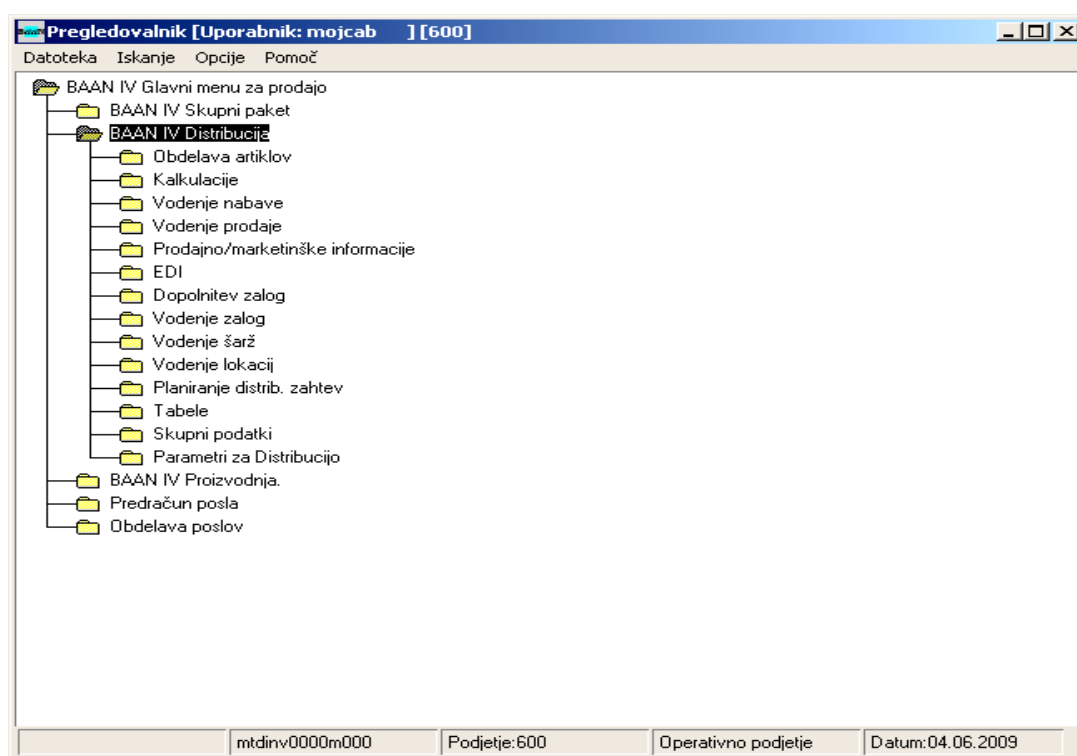 Pregledovalnik [Uporabnik: mojcab ] [600]
Datoteka Iskanje Opcije Pomoč
BAAN IV Glavni menu za prodajo
BAAN IV Skupni paket
BAAN IV Distribucija
Obdelava artiklov
Kalkulacije
Vodenje nabave
Vodenje prodaje
Prodajno/marketinške informacije
EDI
Dopolnitev zalog
Vodenje zalog
Vodenje šarž
Vodenje lokacij
Planiranje distrib. zahtev
Tabele
Skupni podatki
Parametri za Distribucijo
BAAN IV Proizvodnja.
Predračun posla
Obdelava poslov
mtdinv0000m000 Podjetje:600 Operativno podjetje Datum:04.06.2009